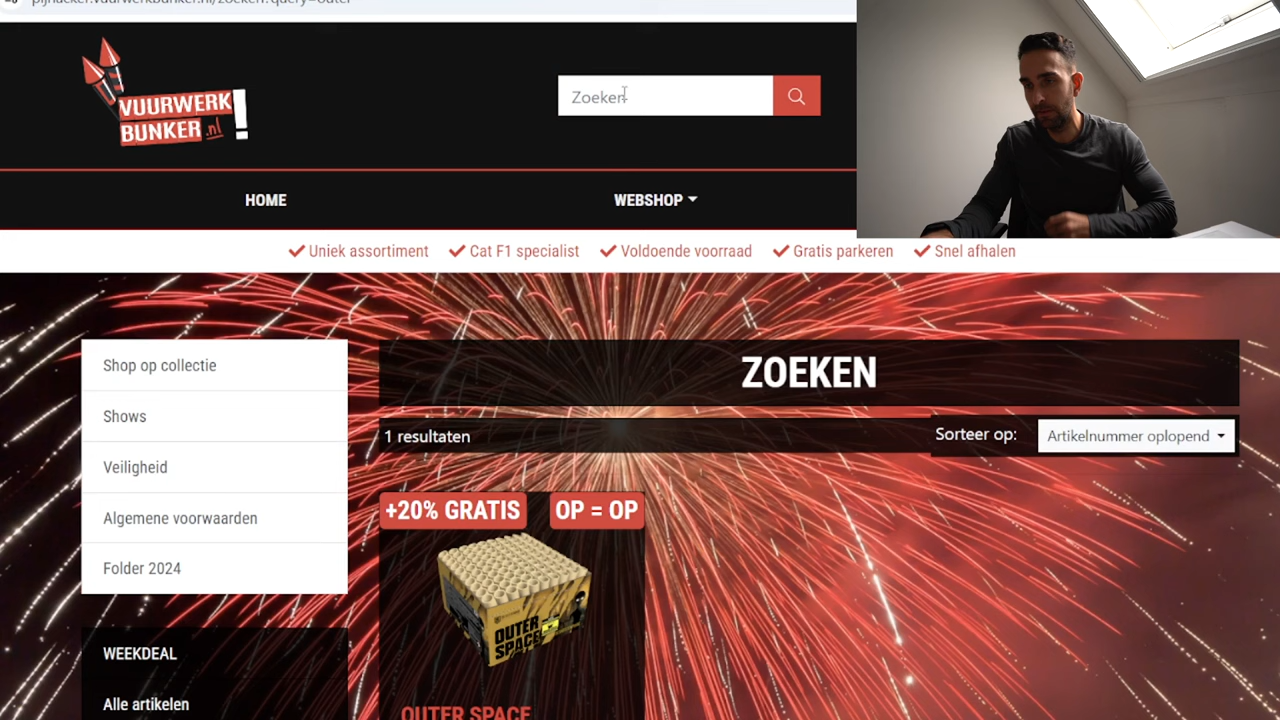 VUURWERK
BUNKER.nl!
Zoeken
HOME
WEBSHOP
Uniek assortiment
Cat F1 specialist
Voldoende voorraad
Gratis parkeren
Snel afhalen
Shop op collectie
Shows
Veiligheid
Algemene voorwaarden
Folder 2024
WEEKDEAL
Alle artikelen
ZOEKEN
1 resultaten
Sorteer op:
Artikelnummer oplopend
+20% GRATIS
OP = OP
OUTER
SPACE
OUTER SPACE